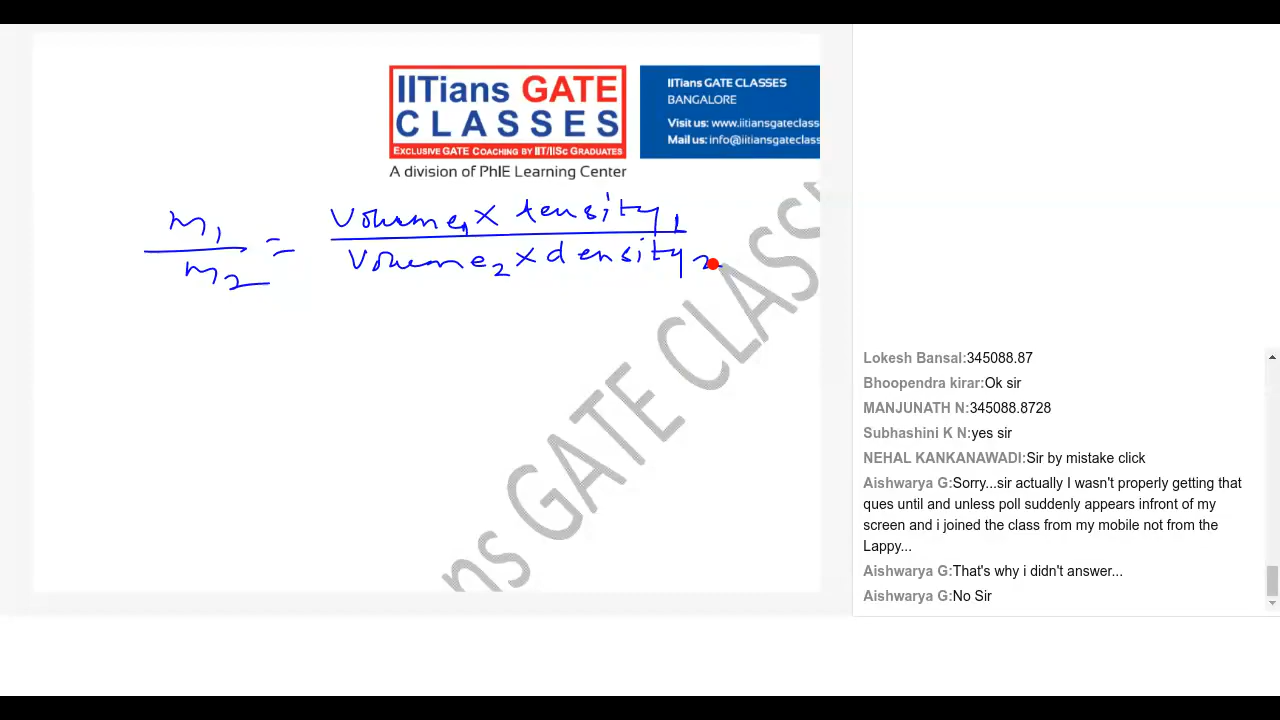 IITians GATE
CLASSES
EXCLUSIVE GATE COACHING BY IIT/IISc GRADUATES
A division of PhIE Learning Center
IITians GATE CLASSES
BANGALORE
Visit us: www.iitiansgateclass
Mail us: info@iitiansgateclass
m1 / m2 = volume1 × density1 / volume2 × density2
ns GATE CLASS
Lokesh Bansal:345088.87
Bhoopendra kirar:Ok sir
MANJUNATH N:345088.8728
Subhashini K N:yes sir
NEHAL KANKANAWADI:Sir by mistake click
Aishwarya G:Sorry...sir actually I wasn't properly getting that
ques until and unless poll suddenly appears infront of my
screen and i joined the class from my mobile not from the
Lappy...
Aishwarya G:That's why i didn't answer...
Aishwarya G:No Sir